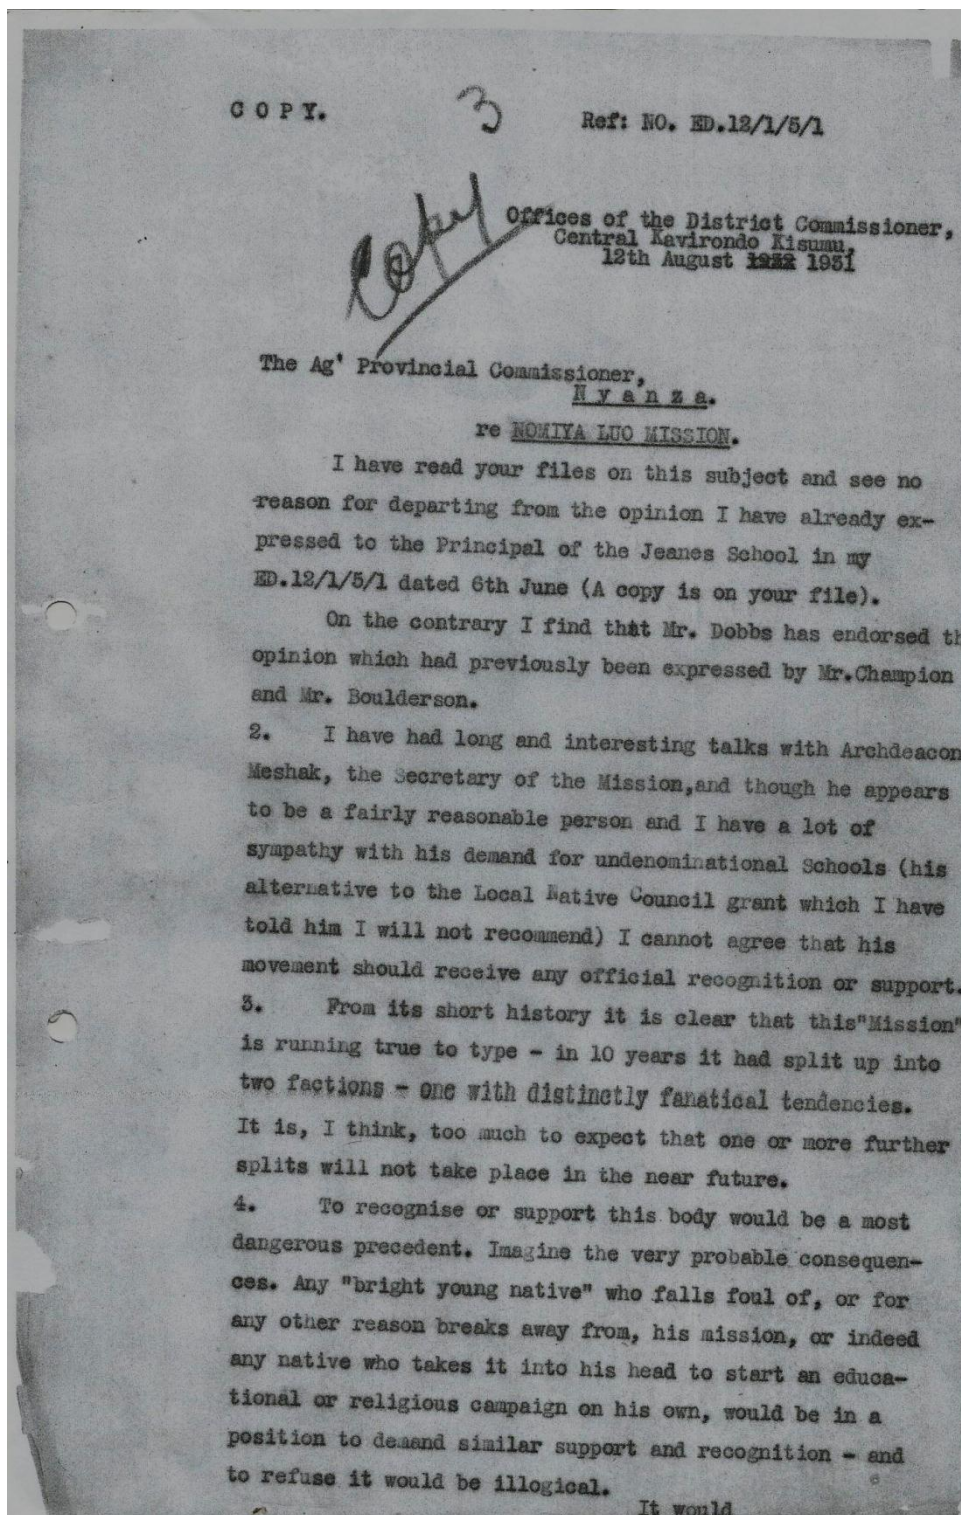 COPY.
3
Ref: NO. ED.12/1/5/1
Copy
Offices of the District Commissioner,
Central Kavirondo Kisumu,
12th August 1931
The Ag' Provincial Commissioner,
Nyanza.
re NOMIYA LUO MISSION.
I have read your files on this subject and see no
reason for departing from the opinion I have already ex-
pressed to the Principal of the Jeanes School in my
ED.12/1/5/1 dated 6th June (A copy is on your file).
On the contrary I find that Mr. Dobbs has endorsed th
opinion which had previously been expressed by Mr.Champion
and Mr. Boulderson.
2. I have had long and interesting talks with Archdeacon
Meshak, the Secretary of the Mission,and though he appears
to be a fairly reasonable person and I have a lot of
sympathy with his demand for undenominational Schools (his
alternative to the Local Native Council grant which I have
told him I will not recommend) I cannot agree that his
movement should receive any official recognition or support.
3. From its short history it is clear that this"Mission"
is running true to type - in 10 years it had split up into
two factions - one with distinctly fanatical tendencies.
It is, I think, too much to expect that one or more further
splits will not take place in the near future.
4. To recognise or support this body would be a most
dangerous precedent. Imagine the very probable consequen-
ces. Any "bright young native" who falls foul of, or for
any other reason breaks away from, his mission, or indeed
any native who takes it into his head to start an educa-
tional or religious campaign on his own, would be in a
position to demand similar support and recognition - and
to refuse it would be illogical.
It would